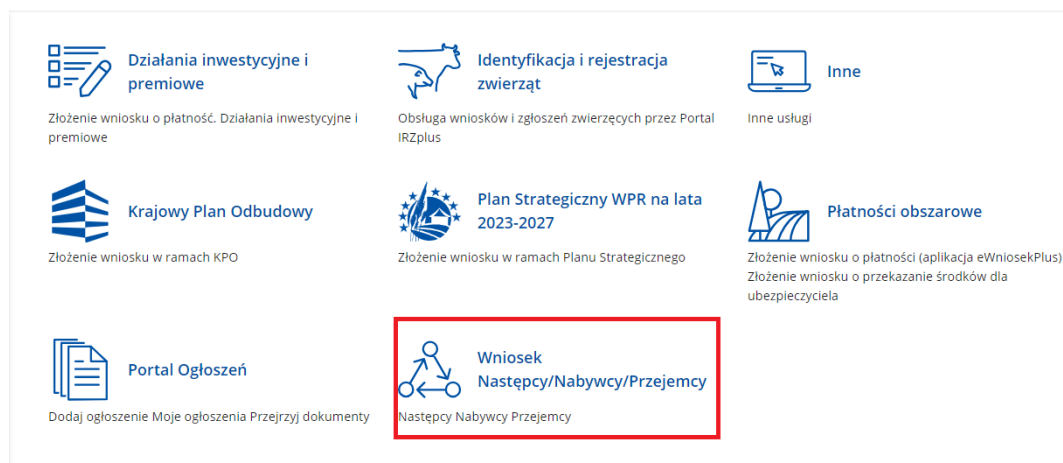 Działania inwestycyjne i
premiowe
Złożenie wniosku o płatność. Działania inwestycyjne i
premiowe
Identyfikacja i rejestracja
zwierząt
Obsługa wniosków i zgłoszeń zwierzęcych przez Portal
IRZplus
Inne
Inne usługi
Krajowy Plan Odbudowy
Złożenie wniosku w ramach KPO
Plan Strategiczny WPR na lata
2023-2027
Złożenie wniosku w ramach Planu Strategicznego
Płatności obszarowe
Złożenie wniosku o płatności (aplikacja eWniosekPlus)
Złożenie wniosku o przekazanie środków dla
ubezpieczyciela
Portal Ogłoszeń
Dodaj ogłoszenie Moje ogłoszenia Przejrzyj dokumenty
Wniosek
Następcy/Nabywcy/Przejemcy
Następcy Nabywcy Przejemcy